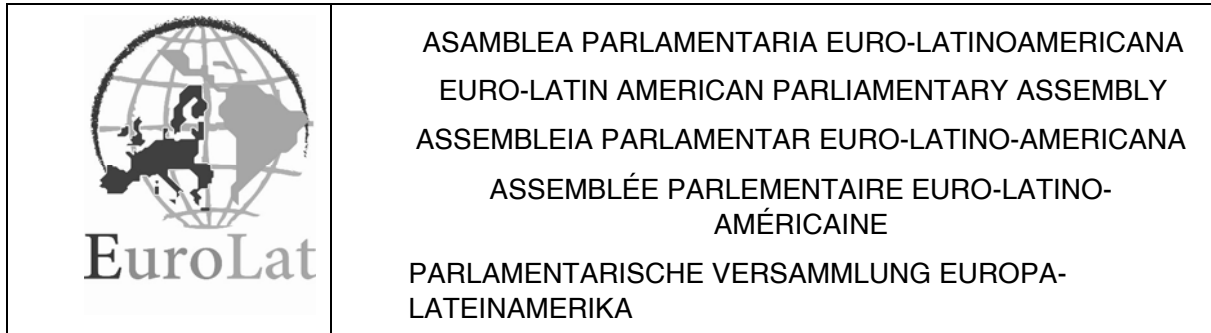 EuroLat
ASAMBLEA PARLAMENTARIA EURO-LATINOAMERICANA
EURO-LATIN AMERICAN PARLIAMENTARY ASSEMBLY
ASSEMBLEIA PARLAMENTAR EURO-LATINO-AMERICANA
ASSEMBLÉE PARLEMENTAIRE EURO-LATINO-
AMÉRICAINE
PARLAMENTARISCHE VERSAMMLUNG EUROPA-
LATEINAMERIKA